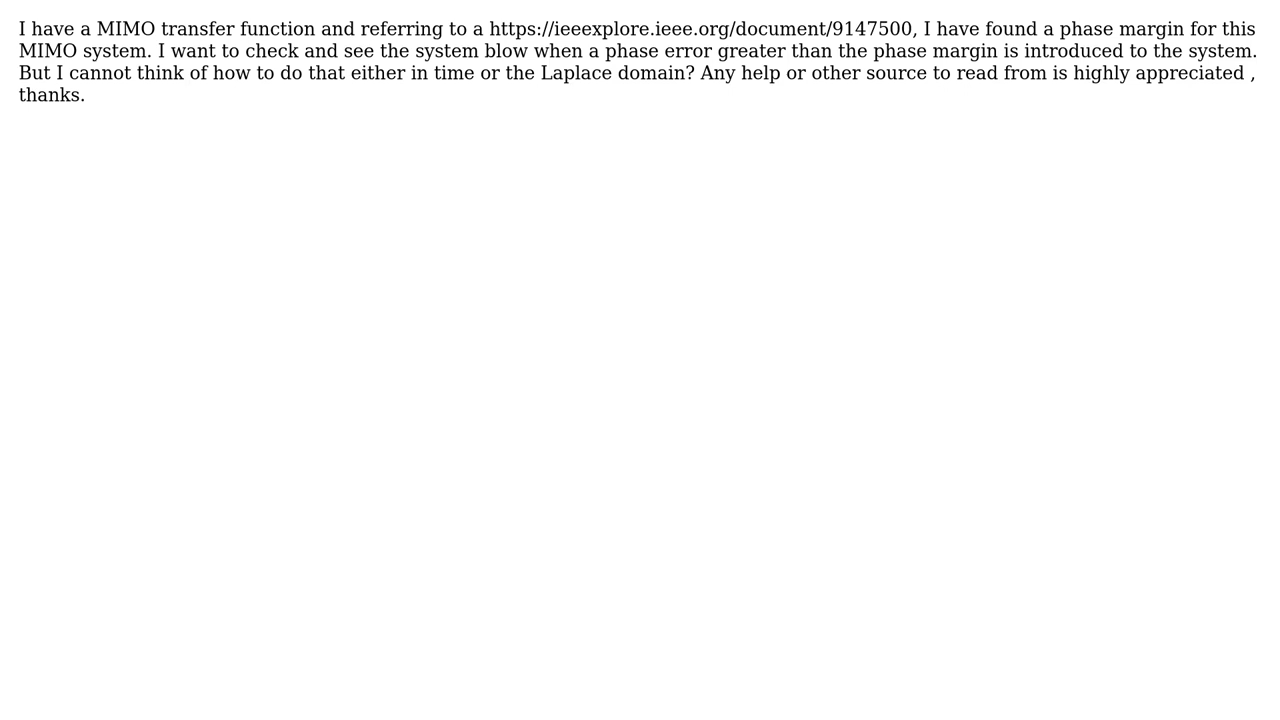 I have a MIMO transfer function and referring to a https://ieeexplore.ieee.org/document/9147500, I have found a phase margin for this
MIMO system. I want to check and see the system blow when a phase error greater than the phase margin is introduced to the system.
But I cannot think of how to do that either in time or the Laplace domain? Any help or other source to read from is highly appreciated ,
thanks.